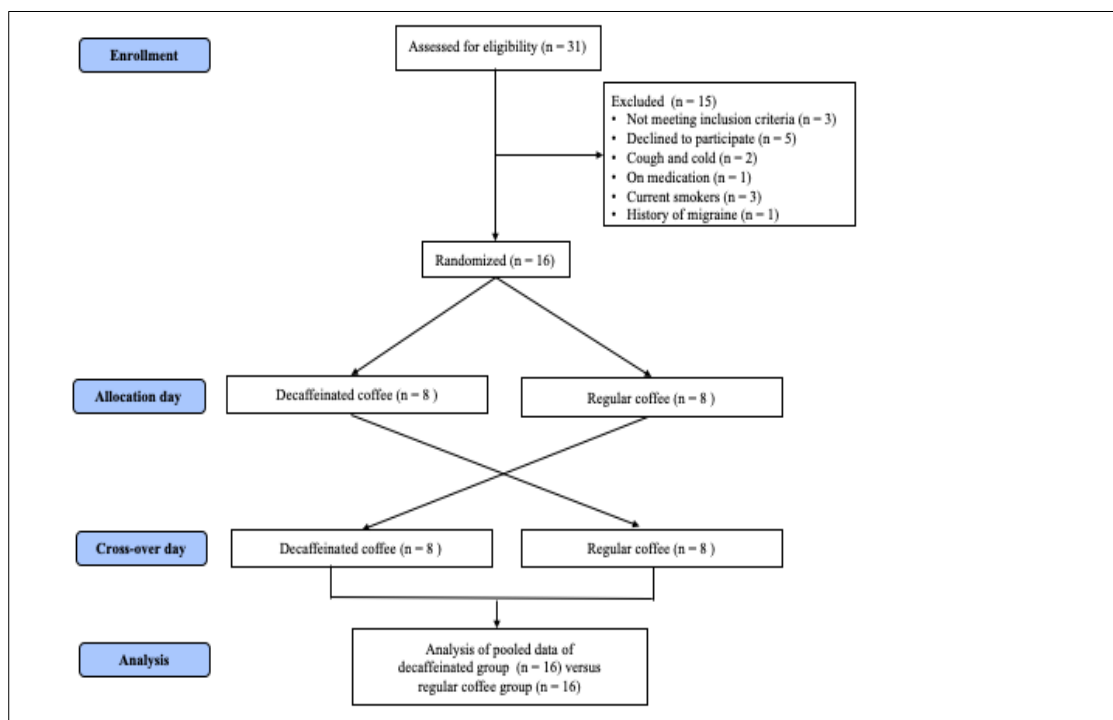 Enrollment
Assessed for eligibility (n = 31)
Excluded (n = 15)
• Not meeting inclusion criteria (n = 3)
• Declined to participate (n = 5)
• Cough and cold (n = 2)
• On medication (n = 1)
• Current smokers (n = 3)
• History of migraine (n = 1)
Randomized (n = 16)
Allocation day
Decaffeinated coffee (n = 8 )
Regular coffee (n = 8 )
Cross-over day
Decaffeinated coffee (n = 8 )
Regular coffee (n = 8 )
Analysis
Analysis of pooled data of
decaffeinated group (n = 16) versus
regular coffee group (n = 16)